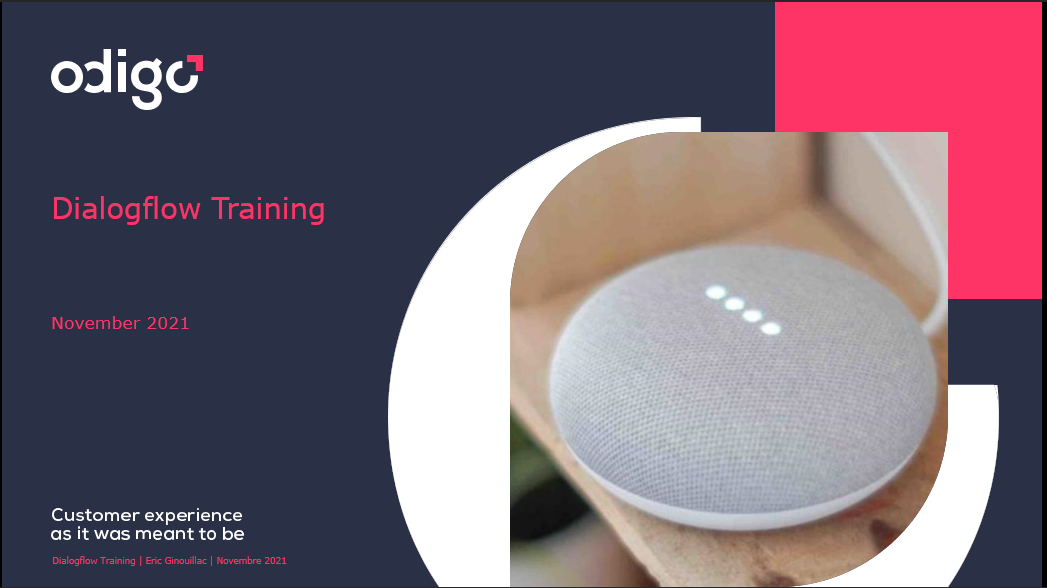 odigo
Dialogflow Training
November 2021
Customer experience
as it was meant to be
Dialogflow Training | Eric Ginouillac | Novembre 2021